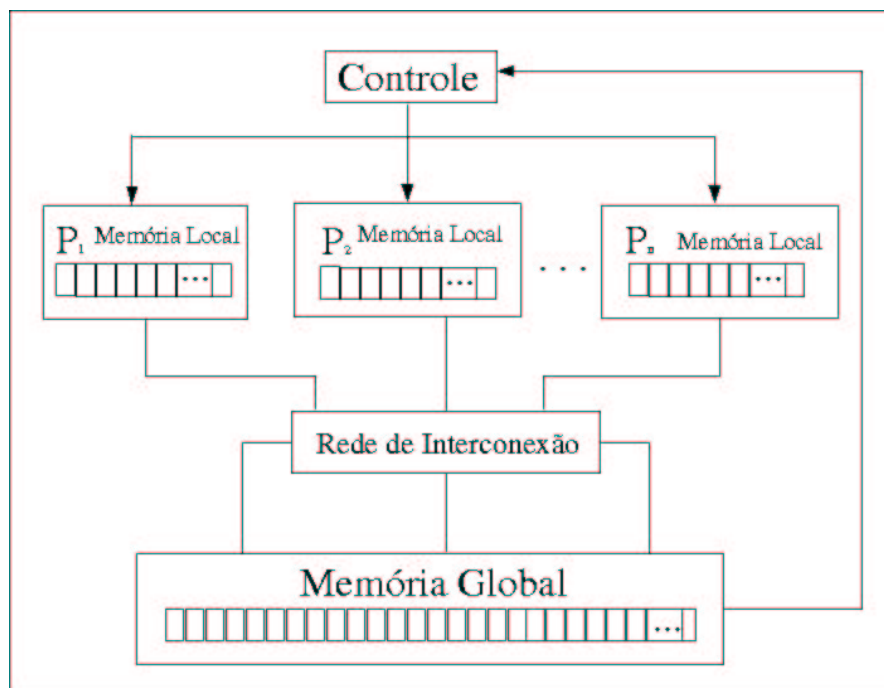 Controle
P₁ Memória Local
...
P₂ Memória Local
...
. . .
Pₙ Memória Local
...
Rede de Interconexão
Memória Global
...